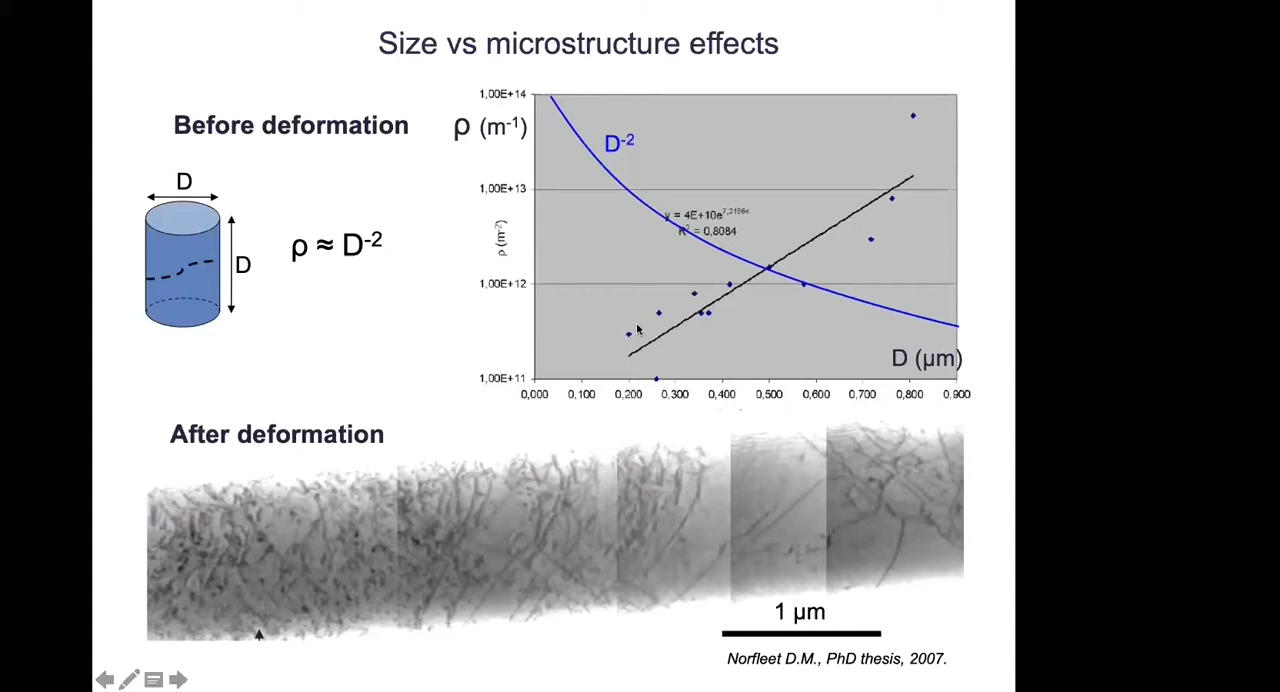 Size vs microstructure effects
Before deformation
D
D
ρ ≈ D-2
ρ (m-1)
ρ (m-2)
1,00E+14
1,00E+13
1,00E+12
1,00E+11
D-2
y = 4E+10e7,2186x
R2 = 0,8084
D (μm)
0,000 0,100 0,200 0,300 0,400 0,500 0,600 0,700 0,800 0,900
After deformation
1 μm
Norfleet D.M., PhD thesis, 2007.